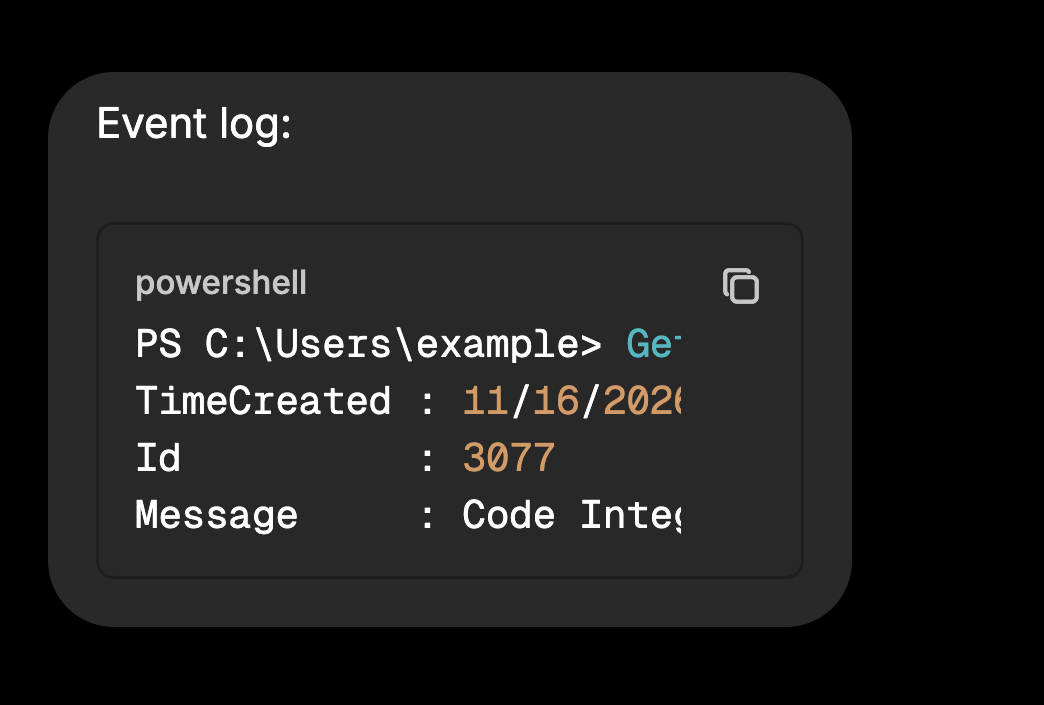 Event log:
powershell
PS C:\Users\example>
TimeCreated : 11/16/
Id : 3077
Message : Code